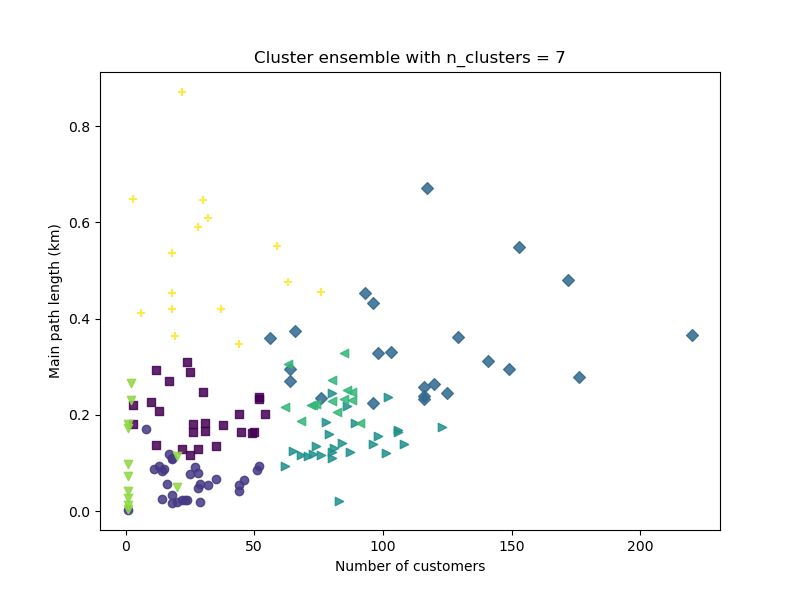 Cluster ensemble with n_clusters = 7
Main path length (km)
0.8
0.6
0.4
0.2
0.0
0 50 100 150 200
Number of customers